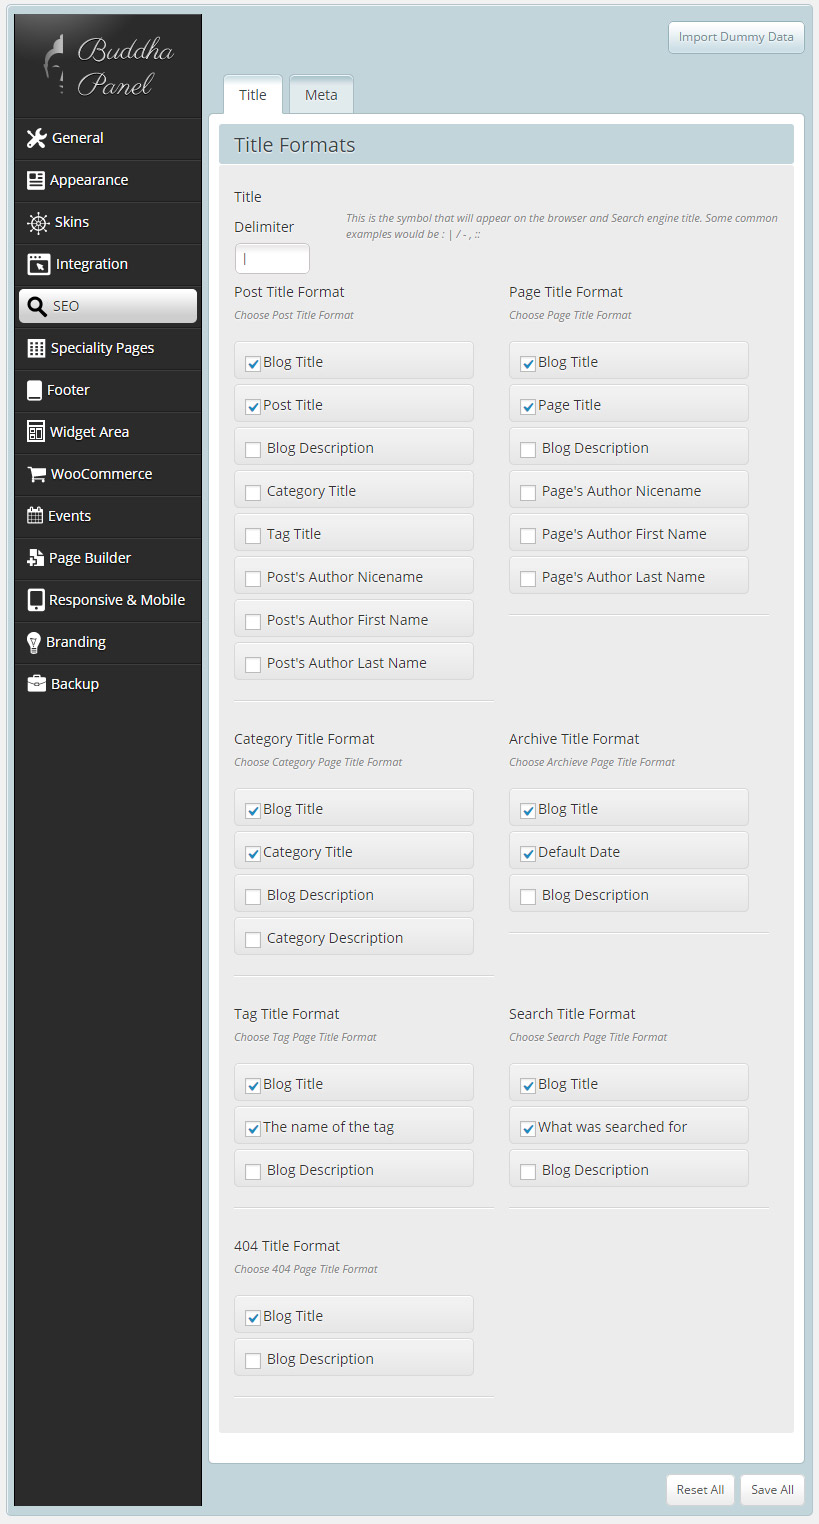 Buddha
Panel
Import Dummy Data
General
Appearance
Skins
Integration
SEO
Speciality Pages
Footer
Widget Area
WooCommerce
Events
Page Builder
Responsive & Mobile
Branding
Backup
Title
Meta
Title Formats
Title
Delimiter
This is the symbol that will appear on the browser and Search engine title. Some common
examples would be : | / - , ::
|
Post Title Format
Choose Post Title Format
Blog Title
Post Title
Blog Description
Category Title
Tag Title
Post's Author Nicename
Post's Author First Name
Post's Author Last Name
Page Title Format
Choose Page Title Format
Blog Title
Page Title
Blog Description
Page's Author Nicename
Page's Author First Name
Page's Author Last Name
Category Title Format
Choose Category Page Title Format
Blog Title
Category Title
Blog Description
Category Description
Archive Title Format
Choose Archieve Page Title Format
Blog Title
Default Date
Blog Description
Tag Title Format
Choose Tag Page Title Format
Blog Title
The name of the tag
Blog Description
Search Title Format
Choose Search Page Title Format
Blog Title
What was searched for
Blog Description
404 Title Format
Choose 404 Page Title Format
Blog Title
Blog Description
Reset All
Save All